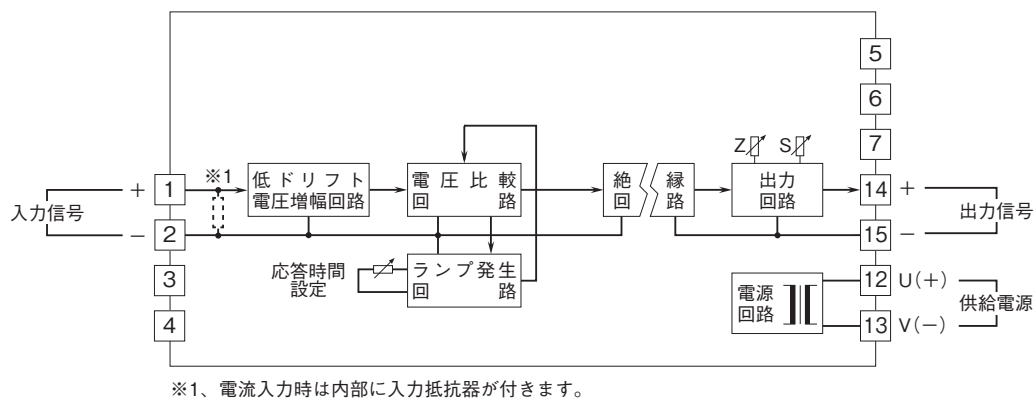 5
6
7
Z
S
※1
+
1
低ドリフト
電圧増幅回路
電圧比較
回路
絶縁
回路
出力
回路
14
+
入力信号
出力信号
−
2
15
−
3
応答時間
設定
ランプ発生
回路
電源
回路
12
U(+)
供給電源
4
13
V(−)
※1、電流入力時は内部に入力抵抗器が付きます。